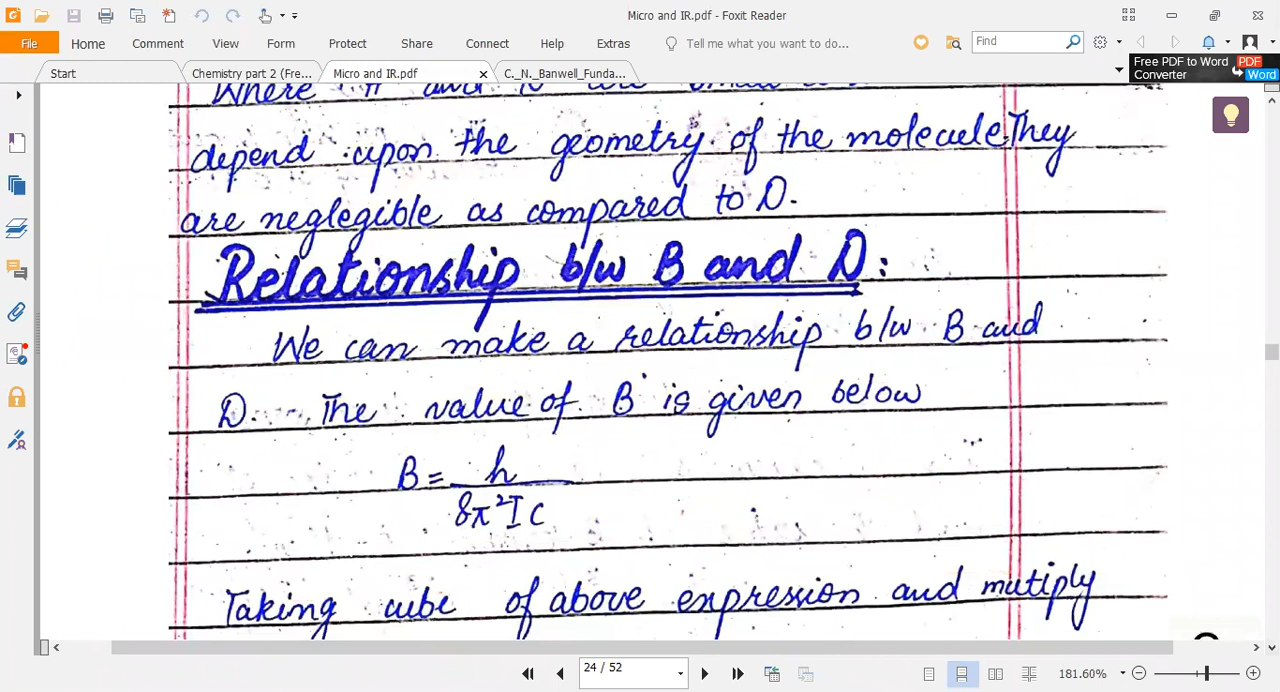 Micro and IR.pdf - Foxit Reader
File Home Comment View Form Protect Share Connect Help Extras Tell me what you want to do... Find
Free PDF to Word Converter PDF Word
Start Chemistry part 2 (Fre... Micro and IR.pdf C._N._Banwell_Funda...
Where
depend upon the geometry of the molecule. They
are neglegible as compared to D.
Relationship b/w B and D:
We can make a relationship b/w B and
D. The value of B is given below
B = h
8π²Ic
Taking cube of above expression and mutiply
24 / 52 181.60%